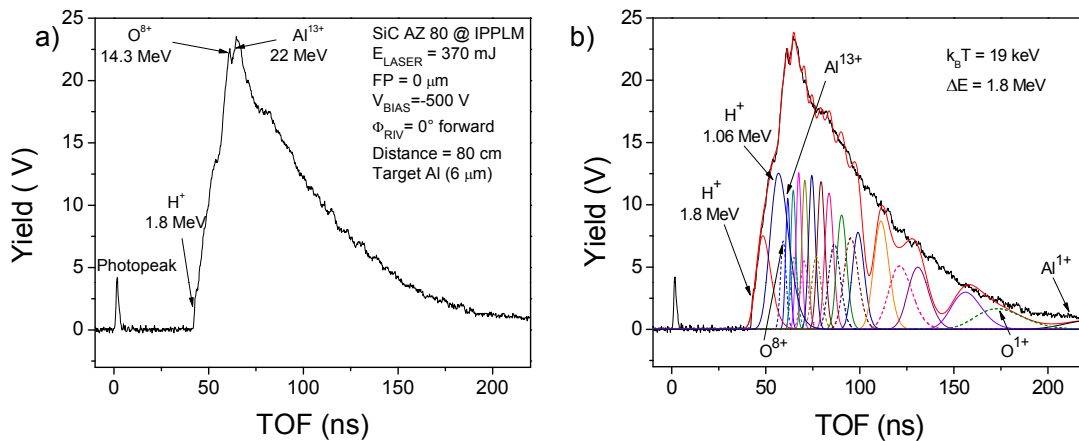 a)
25
20
15
10
5
0
Yield ( V)
0 50 100 150 200
TOF (ns)
O8+
14.3 MeV
Al13+
22 MeV
H+
1.8 MeV
Photopeak
SiC AZ 80 @ IPPLM
ELASER = 370 mJ
FP = 0 μm
VBIAS=-500 V
ΦRIV= 0° forward
Distance = 80 cm
Target Al (6 μm)
b)
25
20
15
10
5
0
Yield (V)
0 50 100 150 200
TOF (ns)
Al13+
H+
1.06 MeV
H+
1.8 MeV
kBT = 19 keV
ΔE = 1.8 MeV
Al1+
O8+
O1+